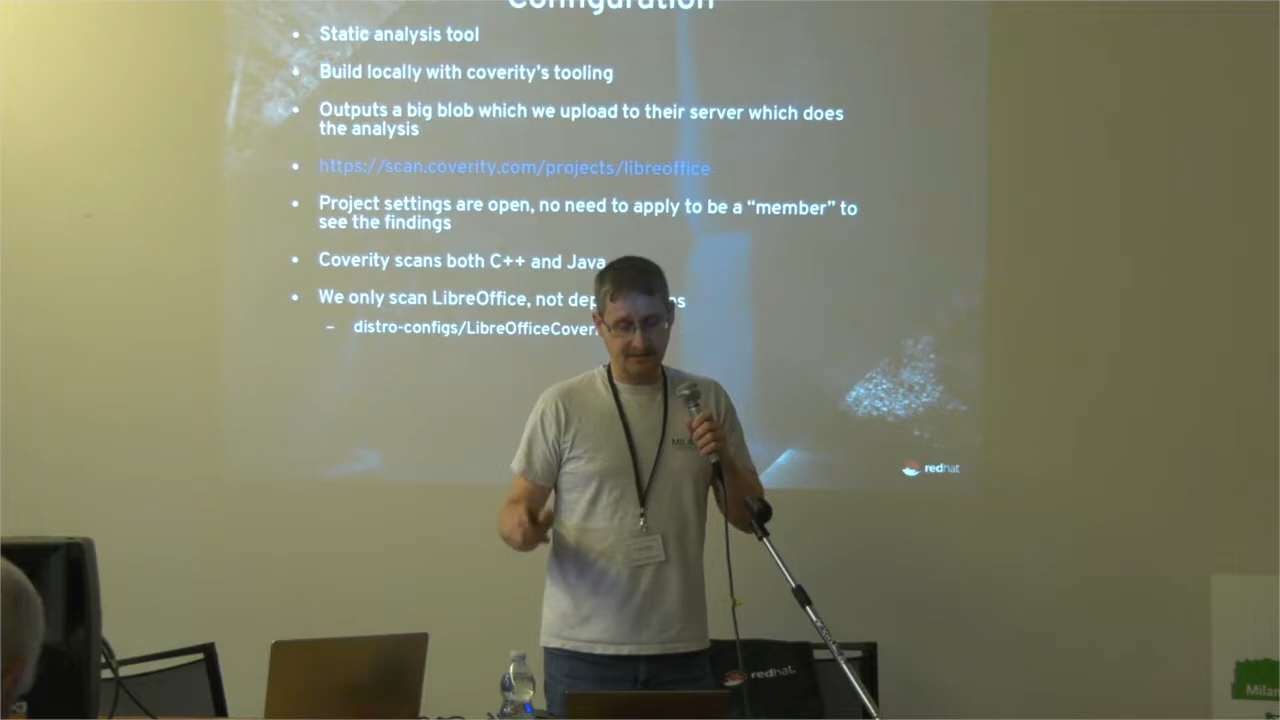 Configuration
Static analysis tool
Build locally with coverity's tooling
Outputs a big blob which we upload to their server which does
the analysis
https://scan.coverity.com/projects/libreoffice
Project settings are open, no need to apply to be a “member” to
see the findings
Coverity scans both C++ and Java
We only scan LibreOffice, not
– distro-configs/
redhat
redhat.
Milan